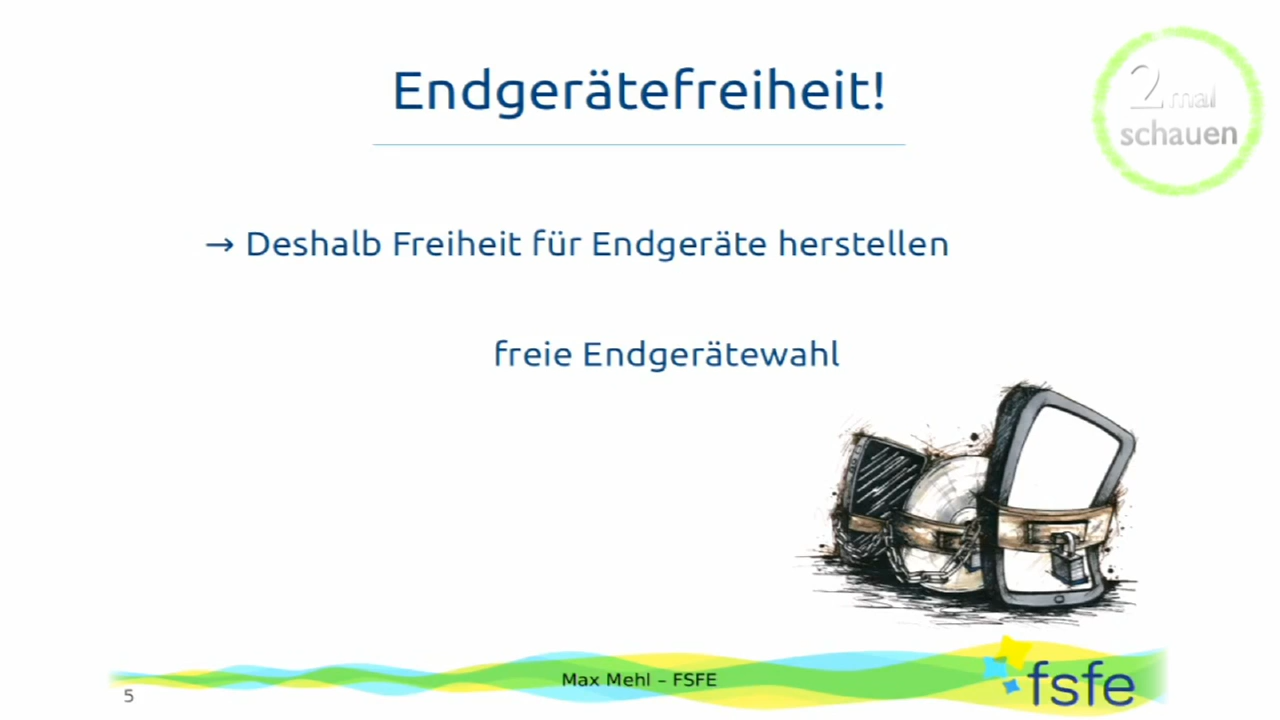 Endgerätefreiheit!
2 mal
schauen
→ Deshalb Freiheit für Endgeräte herstellen
freie Endgerätewahl
Max Mehl – FSFE
fsfe
5